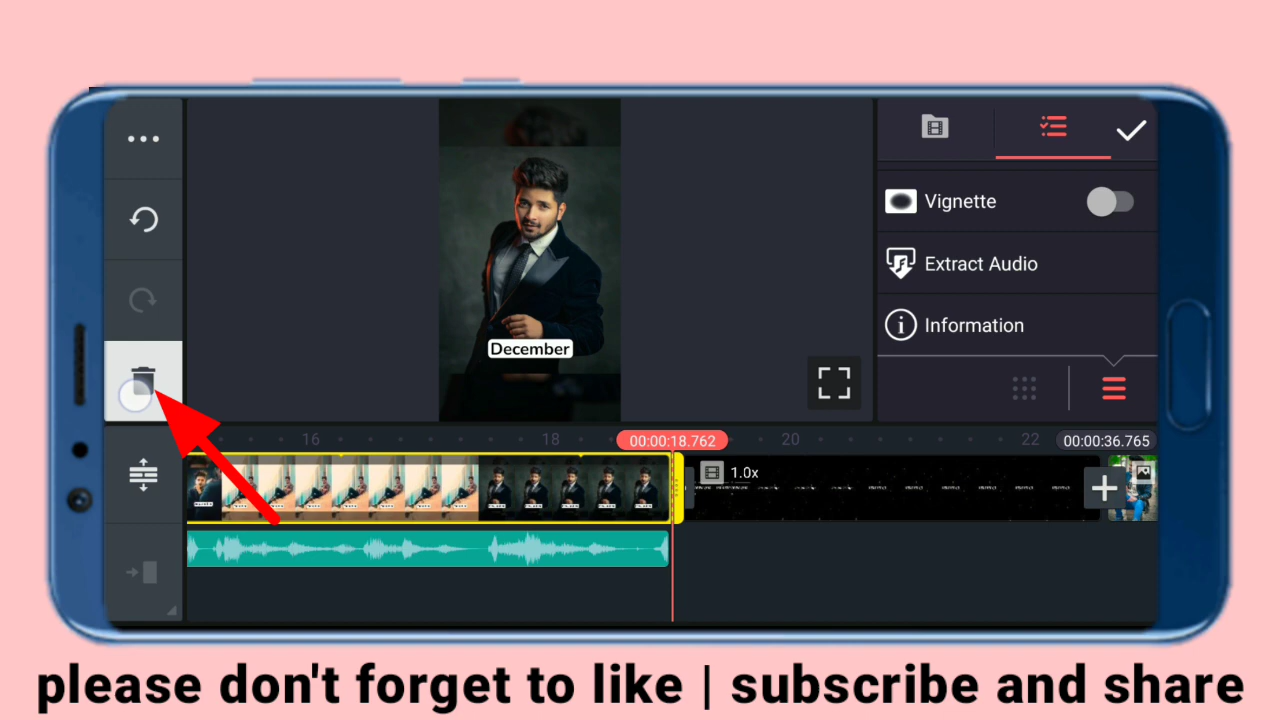 Vignette
Extract Audio
Information
December
16
18
00:00:18.762
20
22
00:00:36.765
1.0x
please don't forget to like | subscribe and share